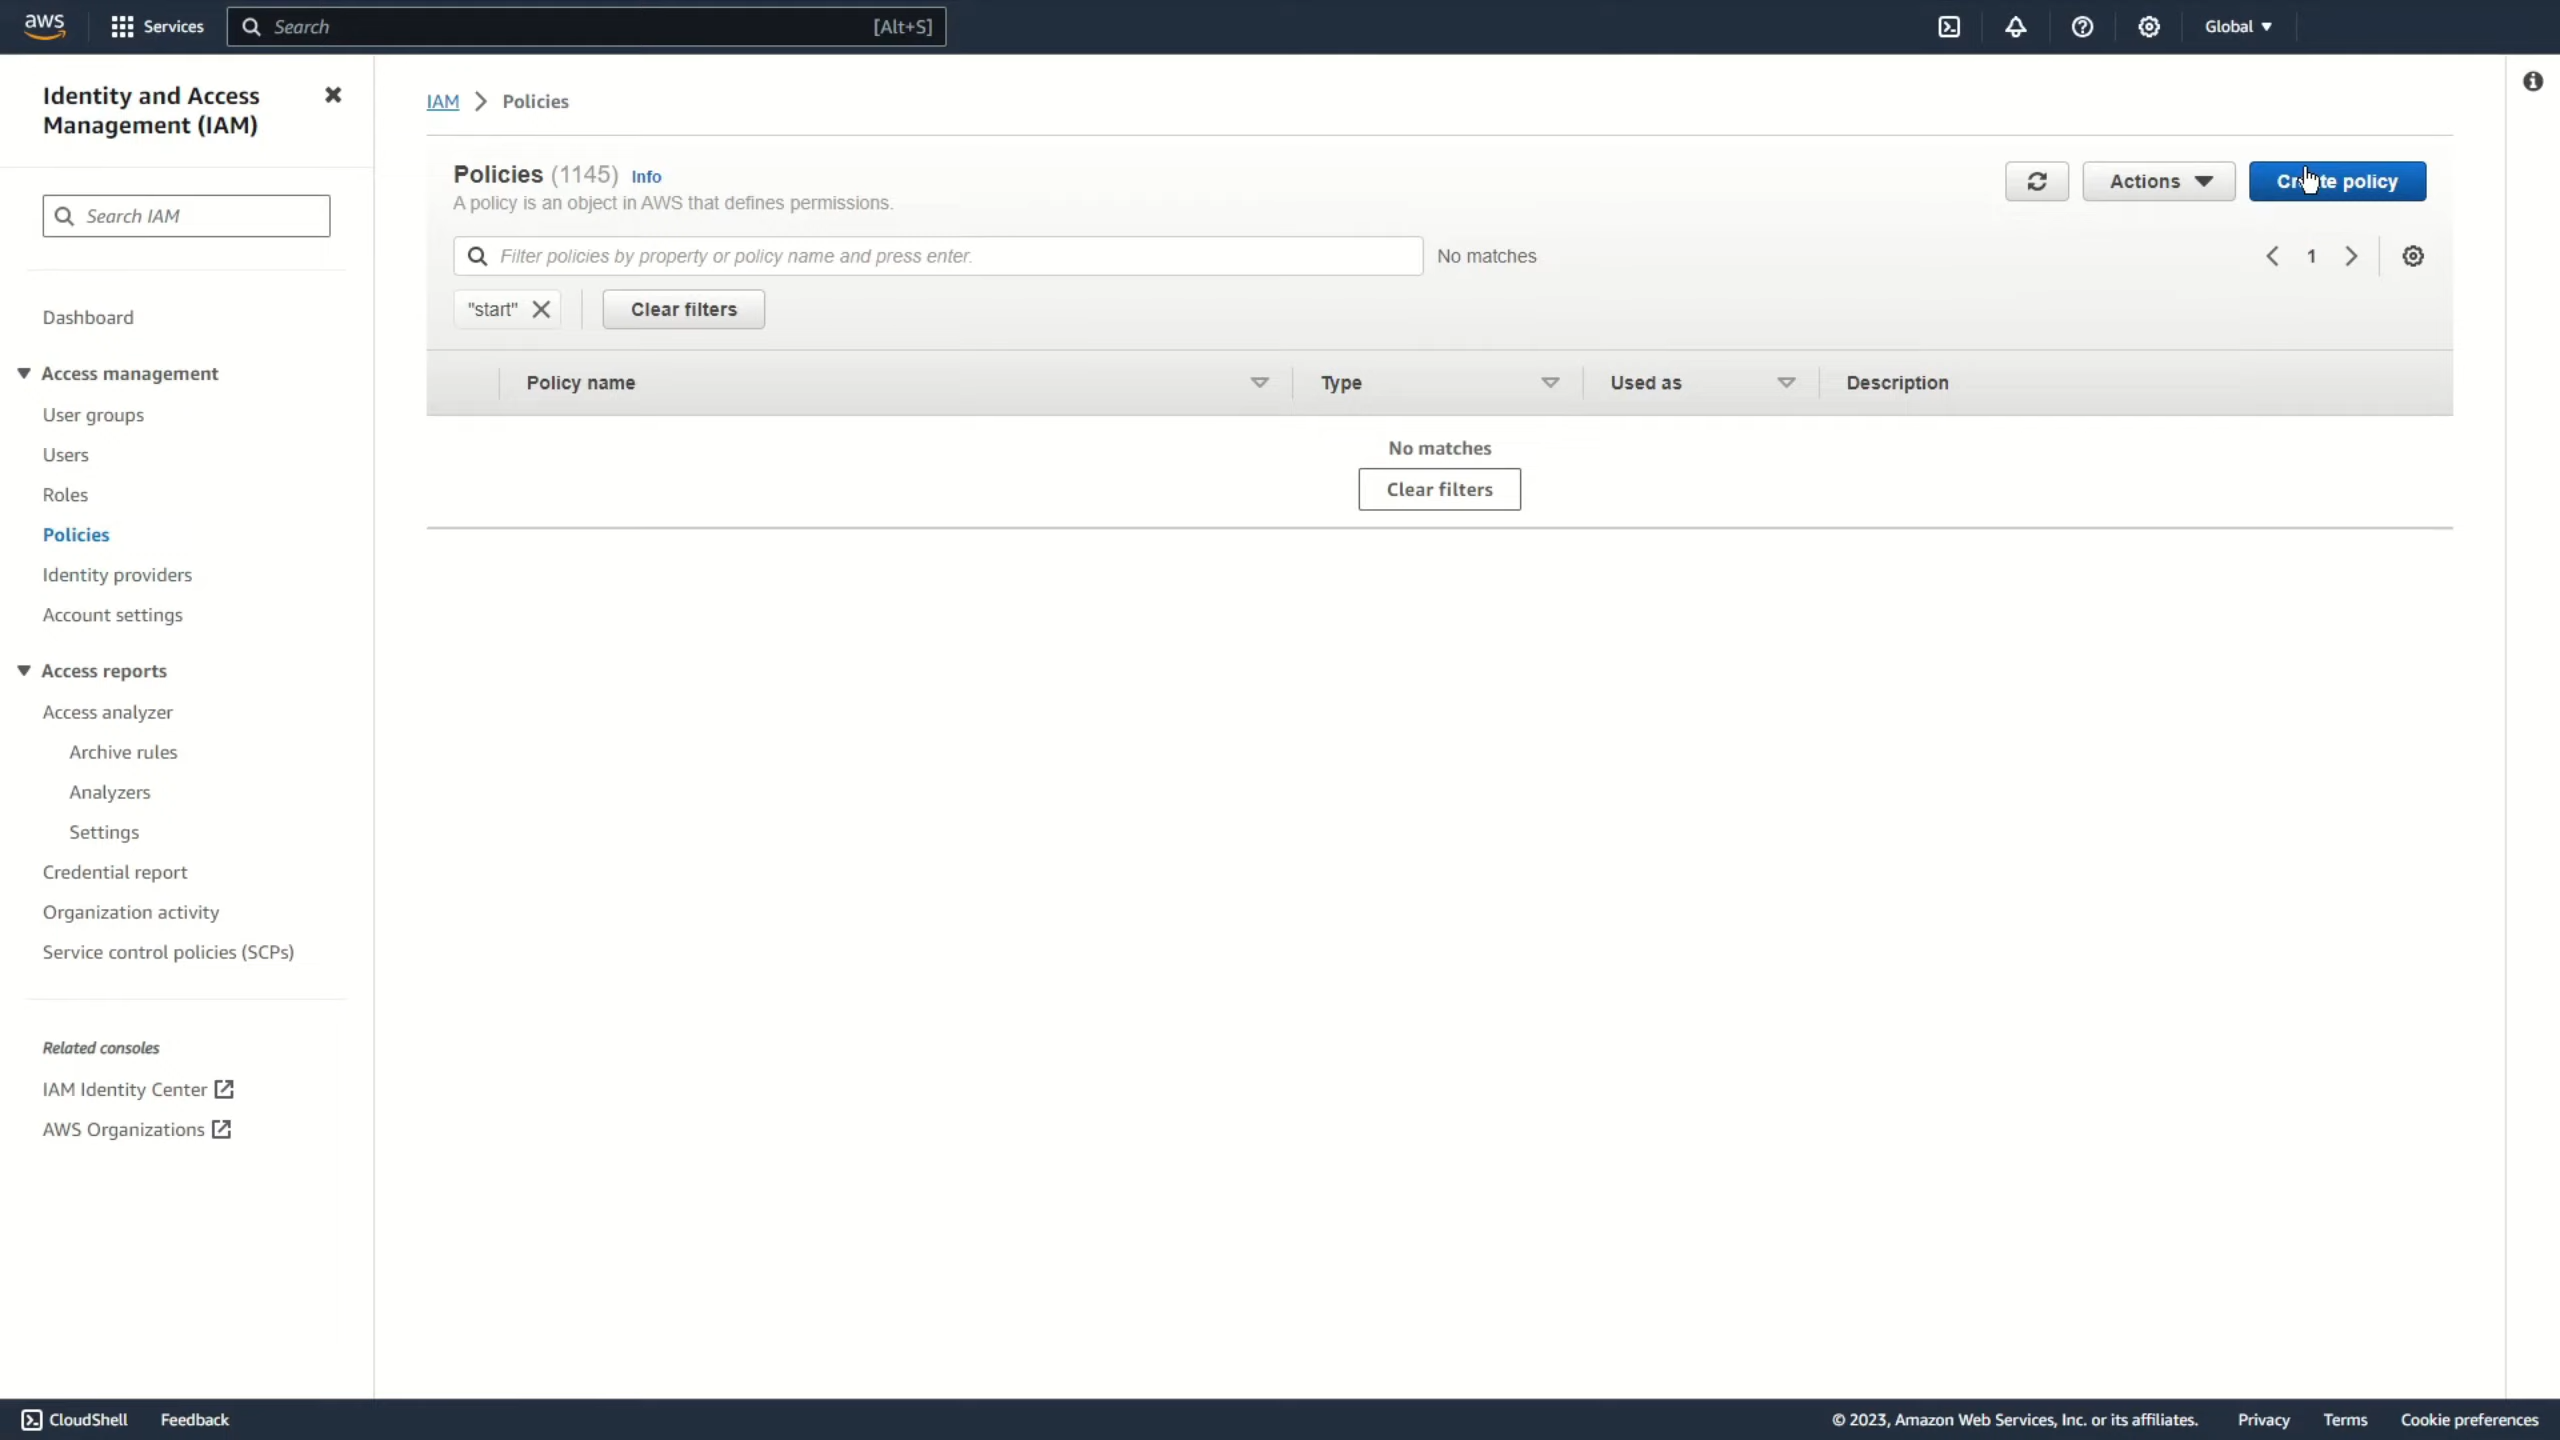 aws
Services
Search
[Alt+S]
Global
Identity and Access
Management (IAM)
Search IAM
Dashboard
Access management
User groups
Users
Roles
Policies
Identity providers
Account settings
Access reports
Access analyzer
Archive rules
Analyzers
Settings
Credential report
Organization activity
Service control policies (SCPs)
Related consoles
IAM Identity Center
AWS Organizations
IAM > Policies
Policies (1145) Info
A policy is an object in AWS that defines permissions.
Actions
policy
Filter policies by property or policy name and press enter.
No matches
1
"start"
Clear filters
Policy name
Type
Used as
Description
No matches
Clear filters
CloudShell
Feedback
© 2023, Amazon Web Services, Inc. or its affiliates.
Privacy
Terms
Cookie preferences